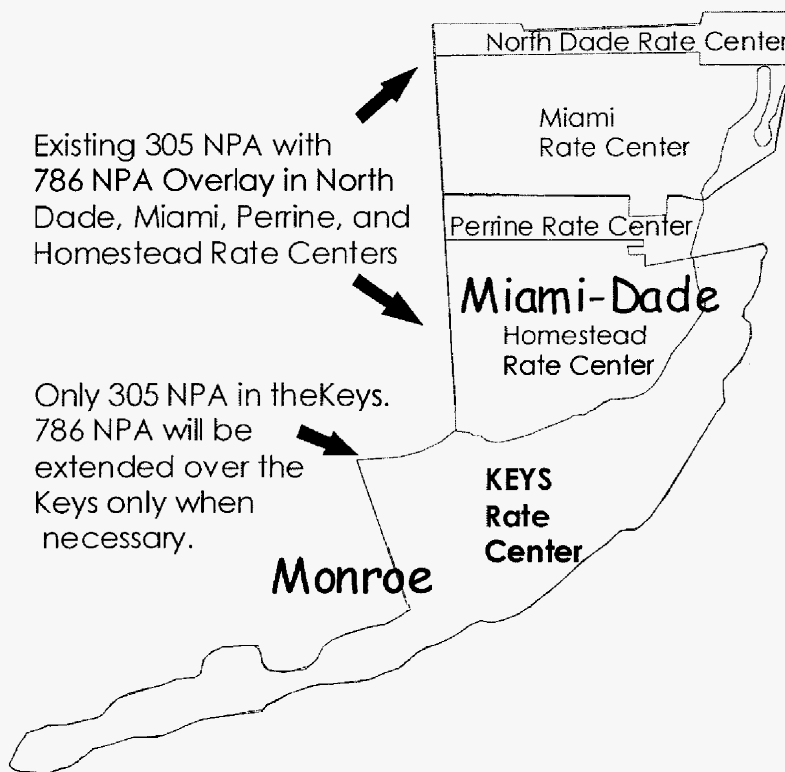 North Dade Rate Center
Miami
Rate Center
Existing 305 NPA with
786 NPA Overlay in North
Dade, Miami, Perrine, and
Homestead Rate Centers
Perrine Rate Center
Miami-Dade
Homestead
Rate Center
Only 305 NPA in theKeys.
786 NPA will be
extended over the
Keys only when
necessary.
KEYS
Rate
Center
Monroe